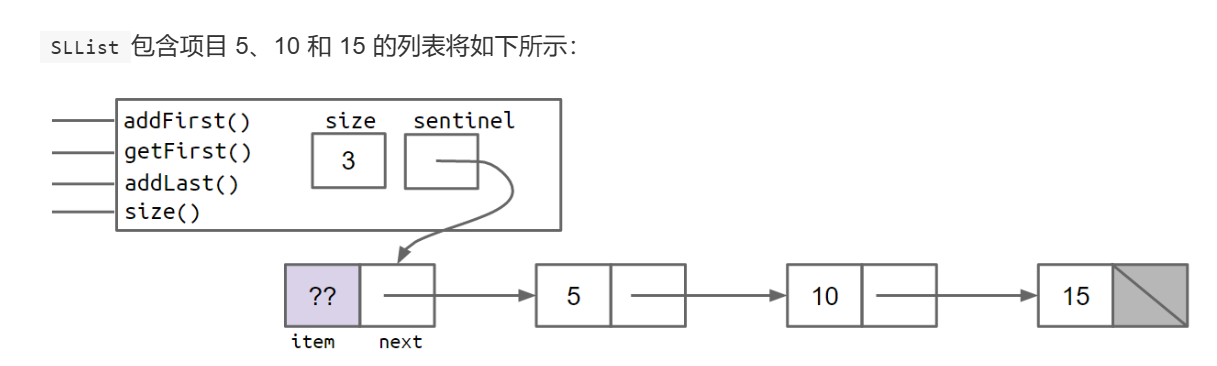 SLList 包含项目 5、10 和 15 的列表将如下所示：
addFirst()
getFirst()
addLast()
size()
size
sentinel
3
??
5
10
15
item
next